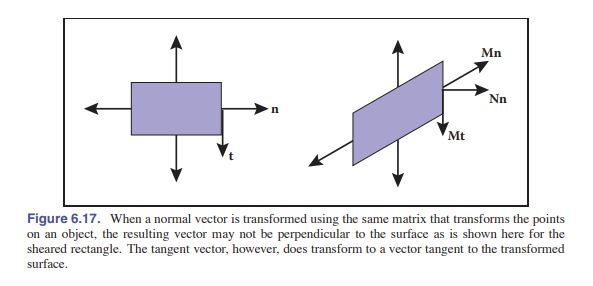 n
t
Mn
Nn
Mt
Figure 6.17. When a normal vector is transformed using the same matrix that transforms the points
on an object, the resulting vector may not be perpendicular to the surface as is shown here for the
sheared rectangle. The tangent vector, however, does transform to a vector tangent to the transformed
surface.